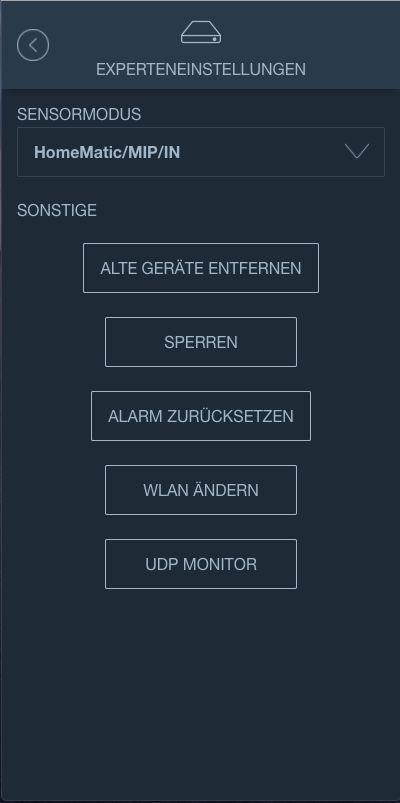 EXPERTENEINSTELLUNGEN
SENSORMODUS
HomeMatic/MIP/IN
SONSTIGE
ALTE GERÄTE ENTFERNEN
SPERREN
ALARM ZURÜCKSETZEN
WLAN ÄNDERN
UDP MONITOR